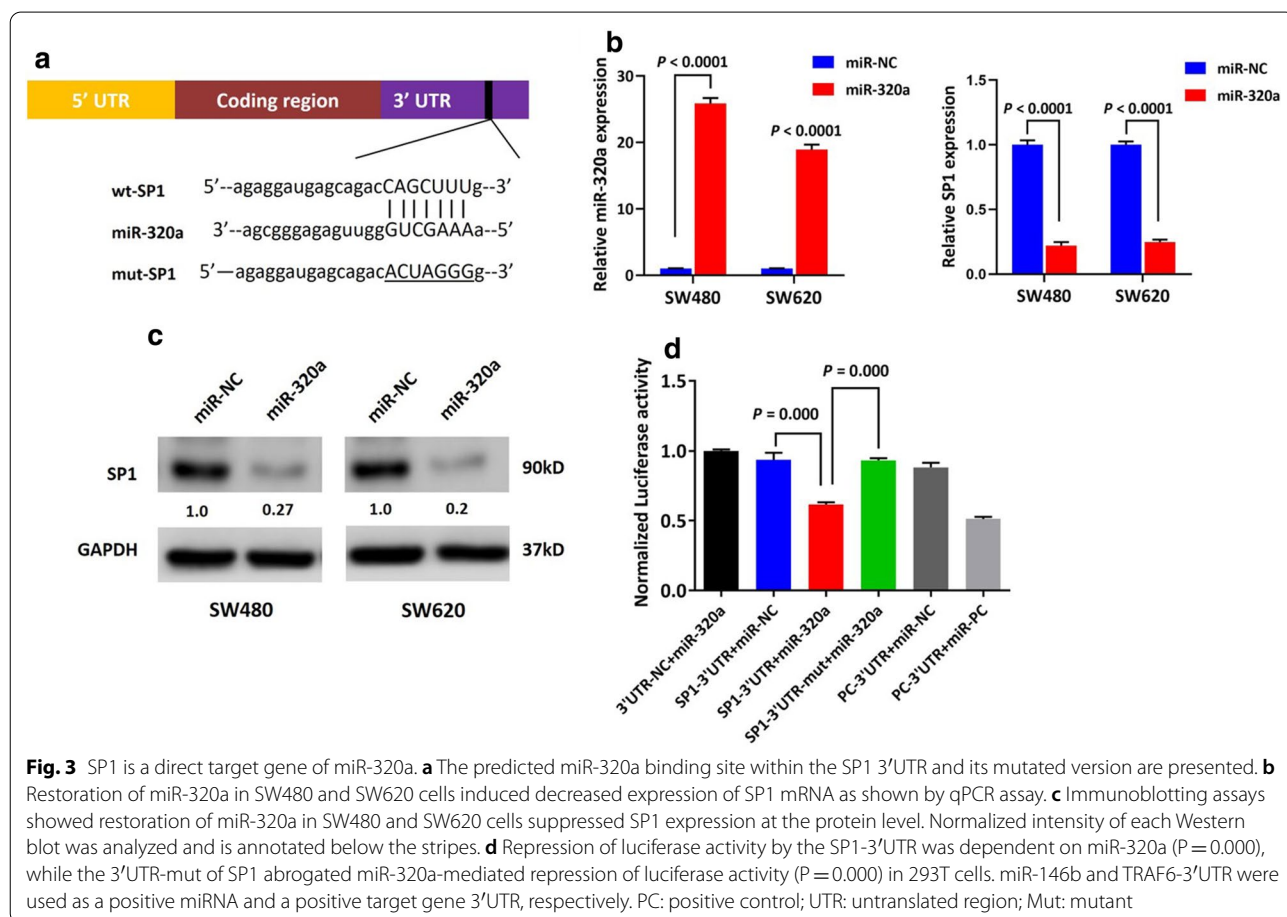 a
5′ UTR Coding region 3′ UTR
wt-SP1 5′--agaggaugagcagacCAGCUUUg--3′
miR-320a 3′--agcgggagaguuggGUCGAAAa--5′
mut-SP1 5′—agaggaugagcagacACUAGGGg--3′
b
Relative miR-320a expression
30
20
10
0
P < 0.0001
P < 0.0001
miR-NC
miR-320a
SW480 SW620
Relative SP1 expression
1.5
1.0
0.5
0.0
P < 0.0001 P < 0.0001
miR-NC
miR-320a
SW480 SW620
c
miR-NC miR-320a miR-NC miR-320a
SP1 90kD
1.0 0.27 1.0 0.2
GAPDH 37kD
SW480 SW620
d
Normalized Luciferase activity
1.5
1.0
0.5
0.0
P = 0.000
P = 0.000
3'UTR-NC+miR-320a
SP1-3'UTR+miR-NC
SP1-3'UTR+miR-320a
SP1-3'UTR-mut+miR-320a
PC-3'UTR+miR-NC
PC-3'UTR+miR-PC
Fig. 3 SP1 is a direct target gene of miR-320a. a The predicted miR-320a binding site within the SP1 3′UTR and its mutated version are presented. b
Restoration of miR-320a in SW480 and SW620 cells induced decreased expression of SP1 mRNA as shown by qPCR assay. c Immunoblotting assays
showed restoration of miR-320a in SW480 and SW620 cells suppressed SP1 expression at the protein level. Normalized intensity of each Western
blot was analyzed and is annotated below the stripes. d Repression of luciferase activity by the SP1-3′UTR was dependent on miR-320a (P = 0.000),
while the 3′UTR-mut of SP1 abrogated miR-320a-mediated repression of luciferase activity (P = 0.000) in 293T cells. miR-146b and TRAF6-3′UTR were
used as a positive miRNA and a positive target gene 3′UTR, respectively. PC: positive control; UTR: untranslated region; Mut: mutant